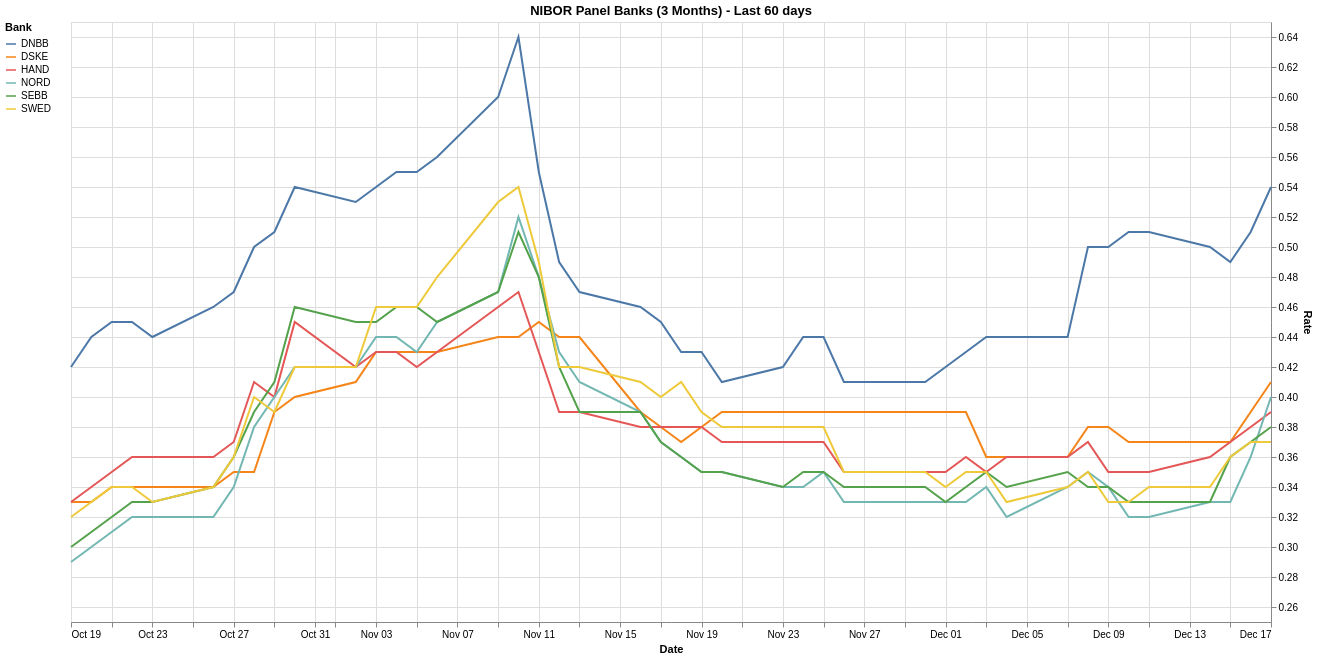 NIBOR Panel Banks (3 Months) - Last 60 days
Bank
DNBB
DSKE
HAND
NORD
SEBB
SWED
0.64
0.62
0.60
0.58
0.56
0.54
0.52
0.50
0.48
0.46
0.44
0.42
0.40
0.38
0.36
0.34
0.32
0.30
0.28
0.26
Rate
Oct 19 Oct 23 Oct 27 Oct 31 Nov 03 Nov 07 Nov 11 Nov 15 Nov 19 Nov 23 Nov 27 Dec 01 Dec 05 Dec 09 Dec 13 Dec 17
Date